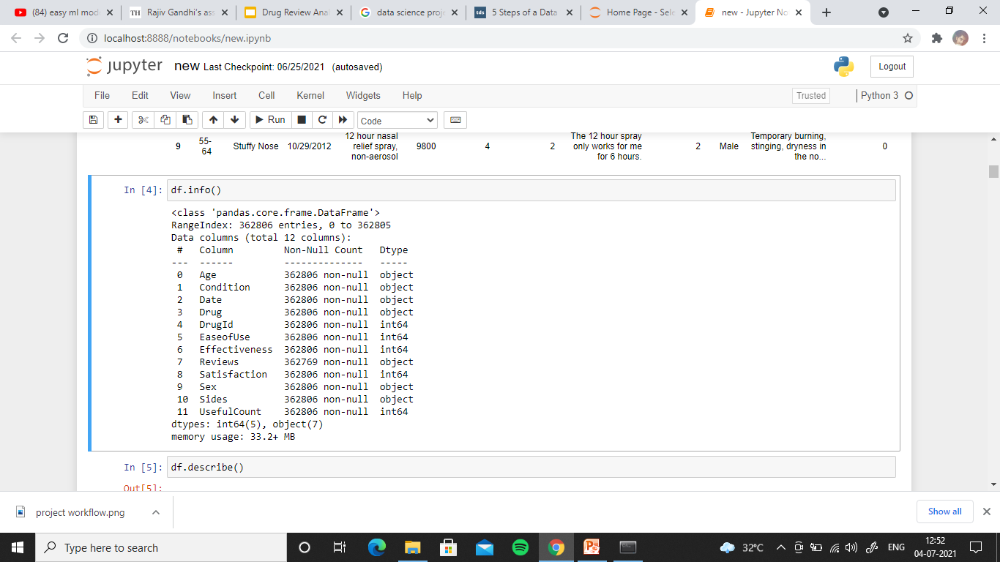 (84) easy ml mod
Rajiv Gandhi's ass
Drug Review Anal
data science proje
5 Steps of a Data
Home Page - Sele
new - Jupyter No
localhost:8888/notebooks/new.ipynb
jupyter new Last Checkpoint: 06/25/2021 (autosaved)
Logout
File Edit View Insert Cell Kernel Widgets Help
Trusted
Python 3
Run
Code
9 55-64 Stuffy Nose 10/29/2012 12 hour nasal relief spray, non-aerosol 9800 4 2 The 12 hour spray only works for me for 6 hours. 2 Male Temporary burning, stinging, dryness in the no... 0
In [4]: df.info()
<class 'pandas.core.frame.DataFrame'>
RangeIndex: 362806 entries, 0 to 362805
Data columns (total 12 columns):
# Column Non-Null Count Dtype
--- ------ -------------- -----
0 Age 362806 non-null object
1 Condition 362806 non-null object
2 Date 362806 non-null object
3 Drug 362806 non-null object
4 DrugId 362806 non-null int64
5 EaseofUse 362806 non-null int64
6 Effectiveness 362806 non-null int64
7 Reviews 362769 non-null object
8 Satisfaction 362806 non-null int64
9 Sex 362806 non-null object
10 Sides 362806 non-null object
11 UsefulCount 362806 non-null int64
dtypes: int64(5), object(7)
memory usage: 33.2+ MB
In [5]: df.describe()
Out[5]:
project workflow.png
Show all
Type here to search
32°C
ENG
12:52
04-07-2021